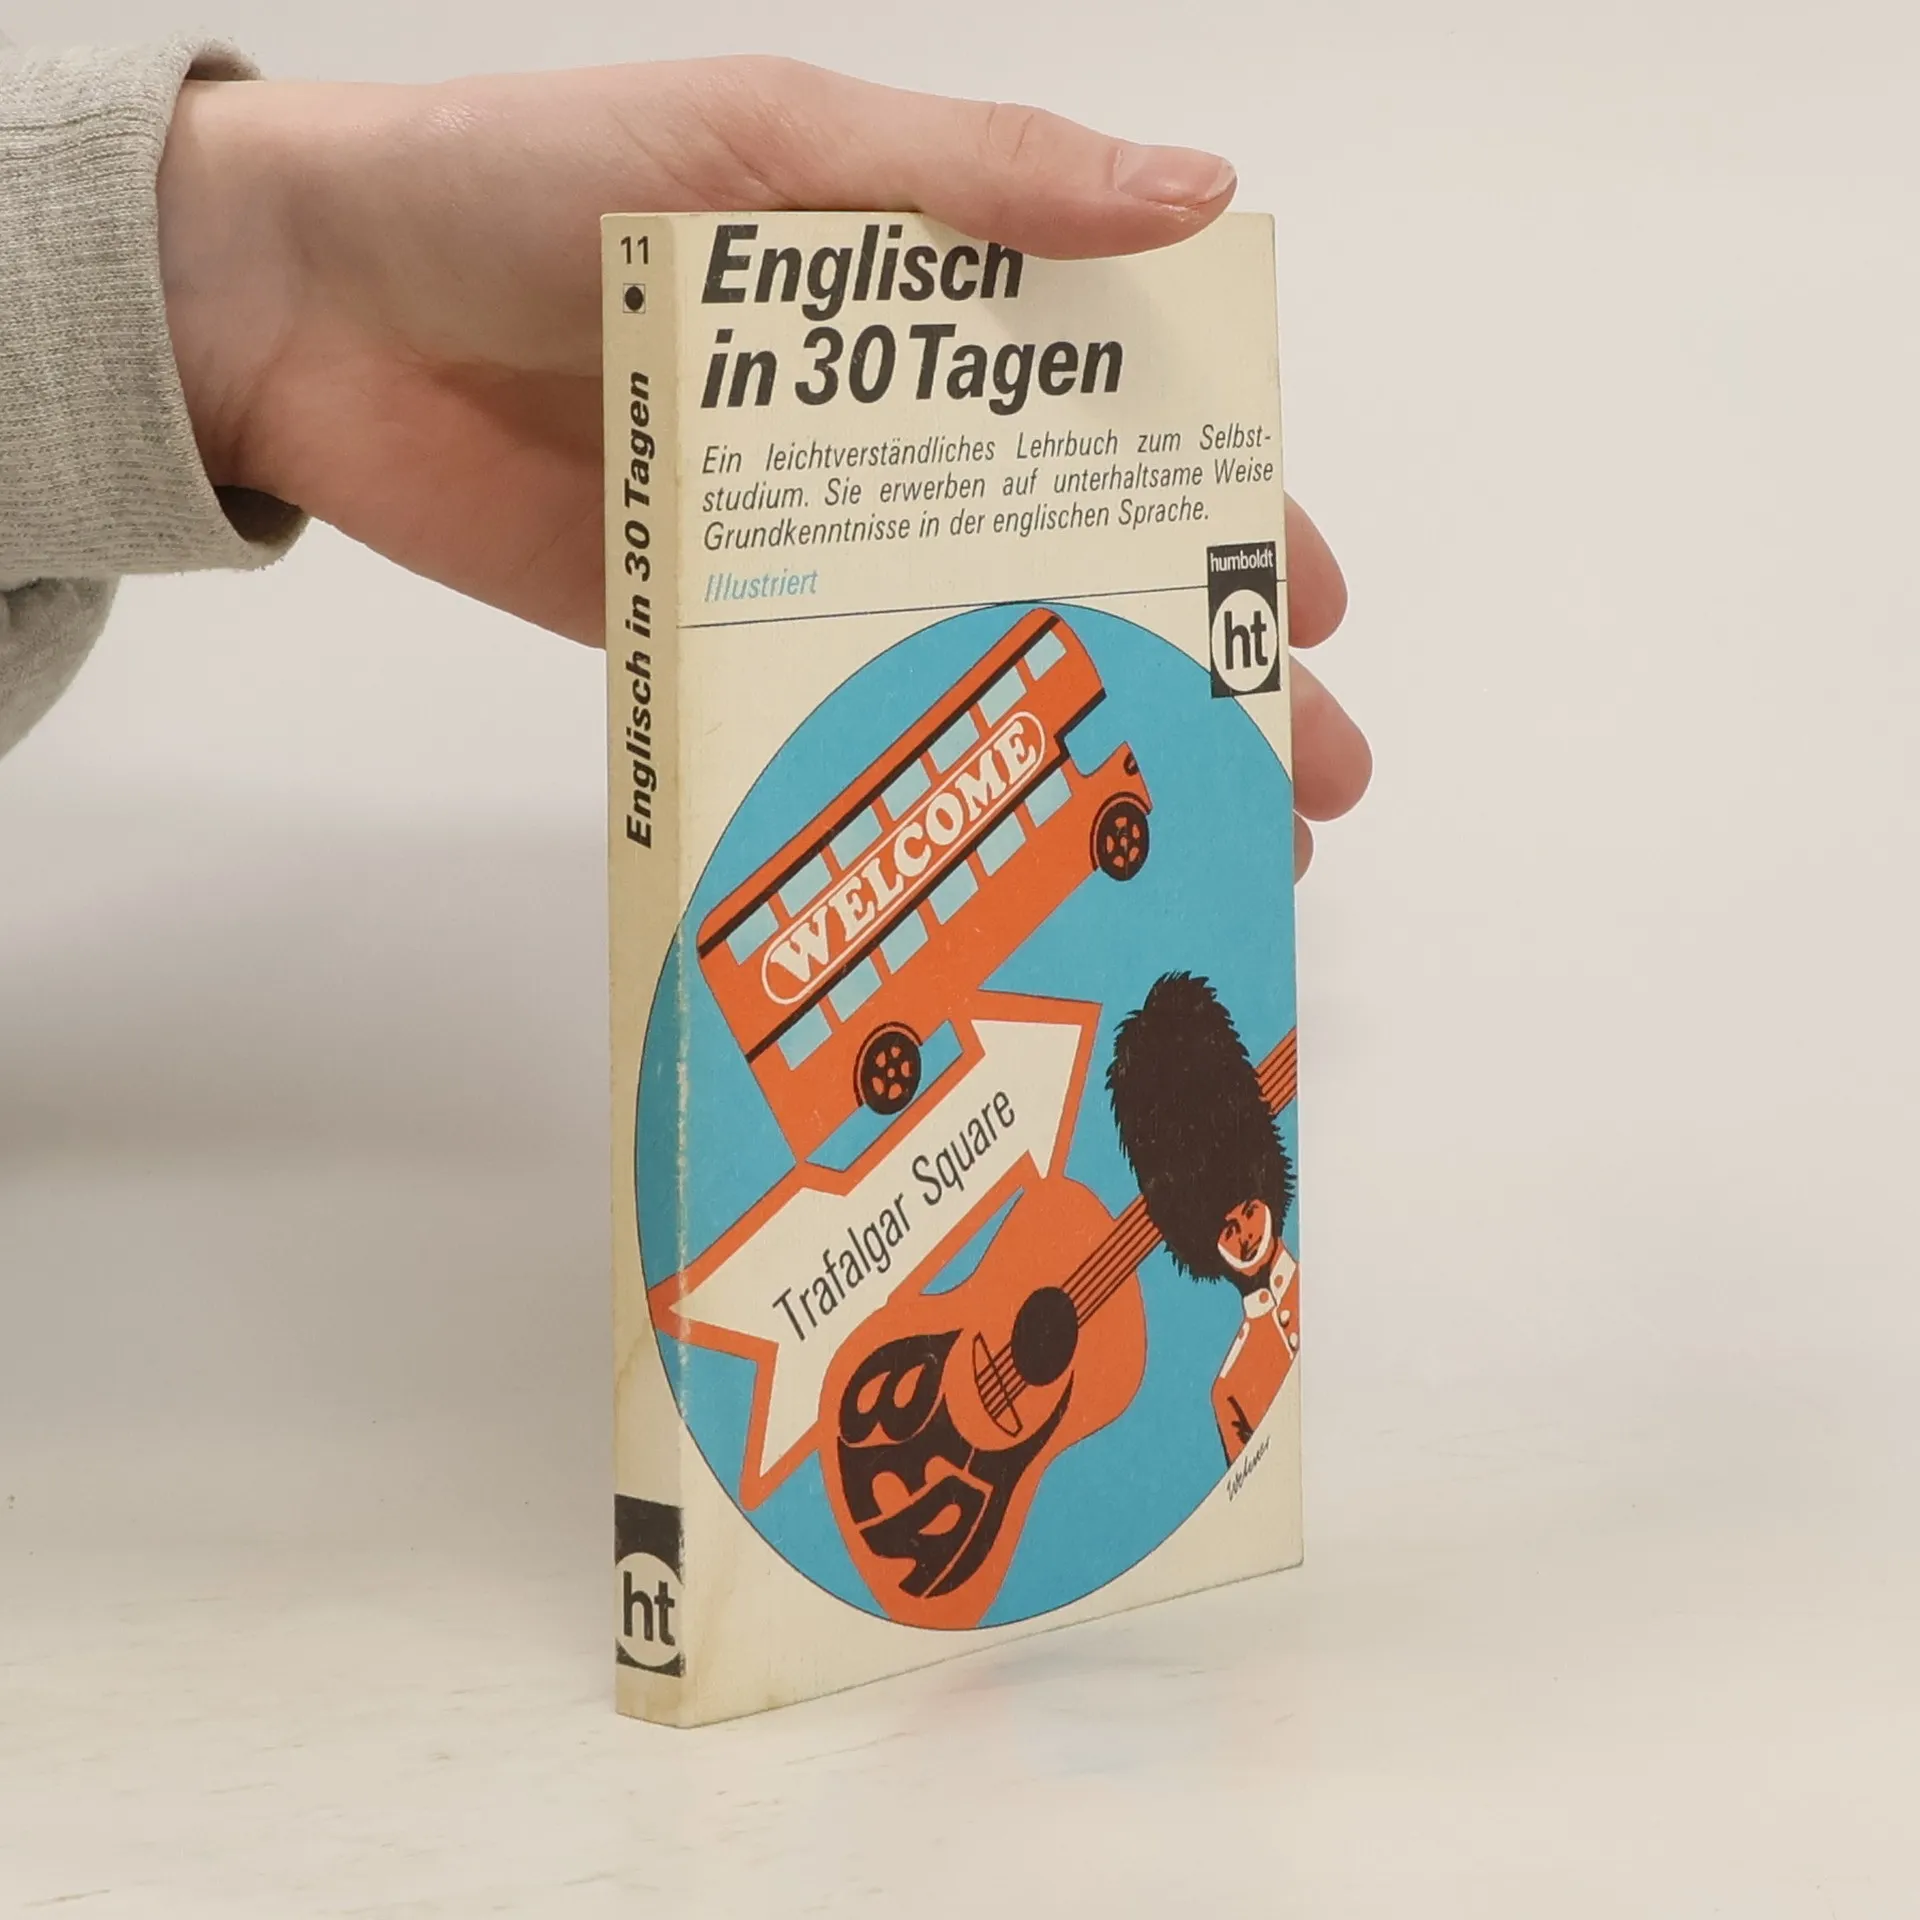 11
Englisch in 30 Tagen
ht
Englisch
in 30 Tagen
Ein leichtverständliches Lehrbuch zum Selbst-
studium. Sie erwerben auf unterhaltsame Weise
Grundkenntnisse in der englischen Sprache.
Illustriert
humboldt
ht
WELCOME
Trafalgar Square